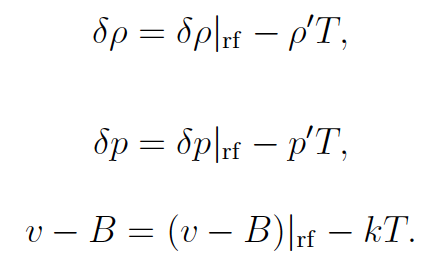 δρ = δρ|rf − ρ′T,
δp = δp|rf − p′T,
v − B = (v − B)|rf − kT.